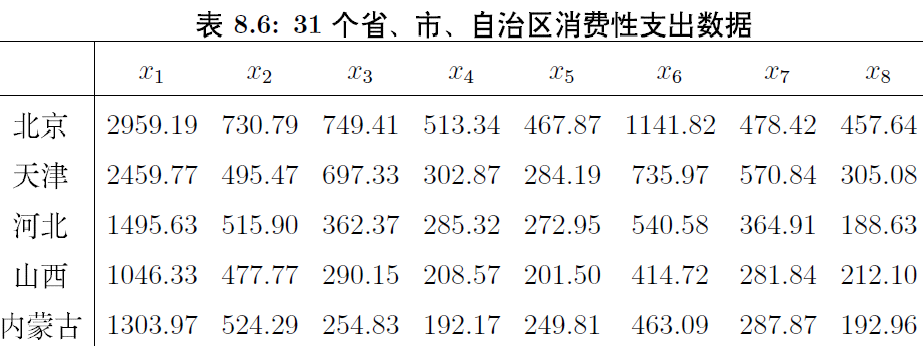 表 8.6: 31 个省、市、自治区消费性支出数据
x1 x2 x3 x4 x5 x6 x7 x8
北京 2959.19 730.79 749.41 513.34 467.87 1141.82 478.42 457.64
天津 2459.77 495.47 697.33 302.87 284.19 735.97 570.84 305.08
河北 1495.63 515.90 362.37 285.32 272.95 540.58 364.91 188.63
山西 1046.33 477.77 290.15 208.57 201.50 414.72 281.84 212.10
内蒙古 1303.97 524.29 254.83 192.17 249.81 463.09 287.87 192.96